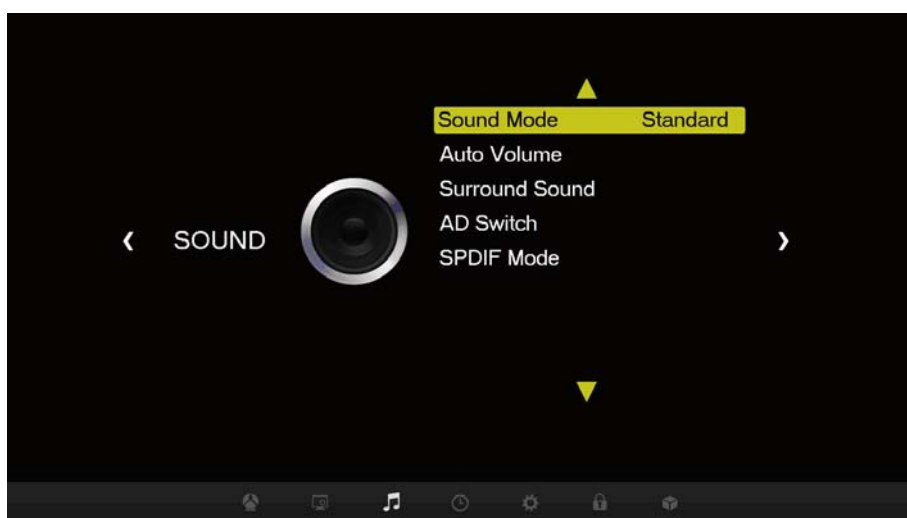 SOUND
Sound Mode Standard
Auto Volume
Surround Sound
AD Switch
SPDIF Mode